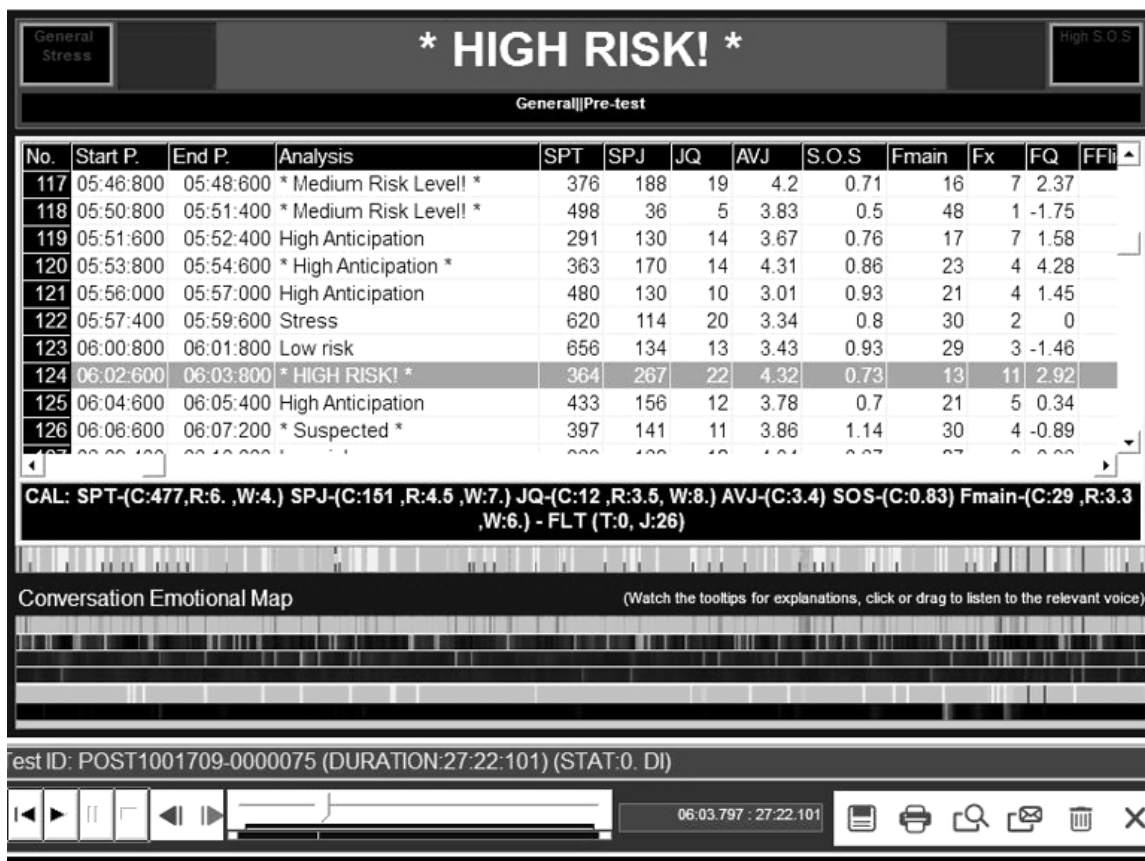 General
Stress
* HIGH RISK! *
High S.O.S
General||Pre-test
No. Start P. End P. Analysis SPT SPJ JQ AVJ S.O.S Fmain Fx FQ FFli
117 05:46:800 05:48:600 * Medium Risk Level! * 376 188 19 4.2 0.71 16 7 2.37
118 05:50:800 05:51:400 * Medium Risk Level! * 498 36 5 3.83 0.5 48 1 -1.75
119 05:51:600 05:52:400 High Anticipation 291 130 14 3.67 0.76 17 7 1.58
120 05:53:800 05:54:600 * High Anticipation * 363 170 14 4.31 0.86 23 4 4.28
121 05:56:000 05:57:000 High Anticipation 480 130 10 3.01 0.93 21 4 1.45
122 05:57:400 05:59:600 Stress 620 114 20 3.34 0.8 30 2 0
123 06:00:800 06:01:800 Low risk 656 134 13 3.43 0.93 29 3 -1.46
124 06:02:600 06:03:800 * HIGH RISK! * 364 267 22 4.32 0.73 13 11 2.92
125 06:04:600 06:05:400 High Anticipation 433 156 12 3.78 0.7 21 5 0.34
126 06:06:600 06:07:200 * Suspected * 397 141 11 3.86 1.14 30 4 -0.89
CAL: SPT-(C:477,R:6. ,W:4.) SPJ-(C:151 ,R:4.5 ,W:7.) JQ-(C:12 ,R:3.5, W:8.) AVJ-(C:3.4) SOS-(C:0.83) Fmain-(C:29 ,R:3.3
,W:6.) - FLT (T:0, J:26)
Conversation Emotional Map (Watch the tooltips for explanations, click or drag to listen to the relevant voice)
Test ID: POST1001709-0000075 (DURATION:27:22:101) (STAT:0. DI)
06:03.797 : 27:22.101